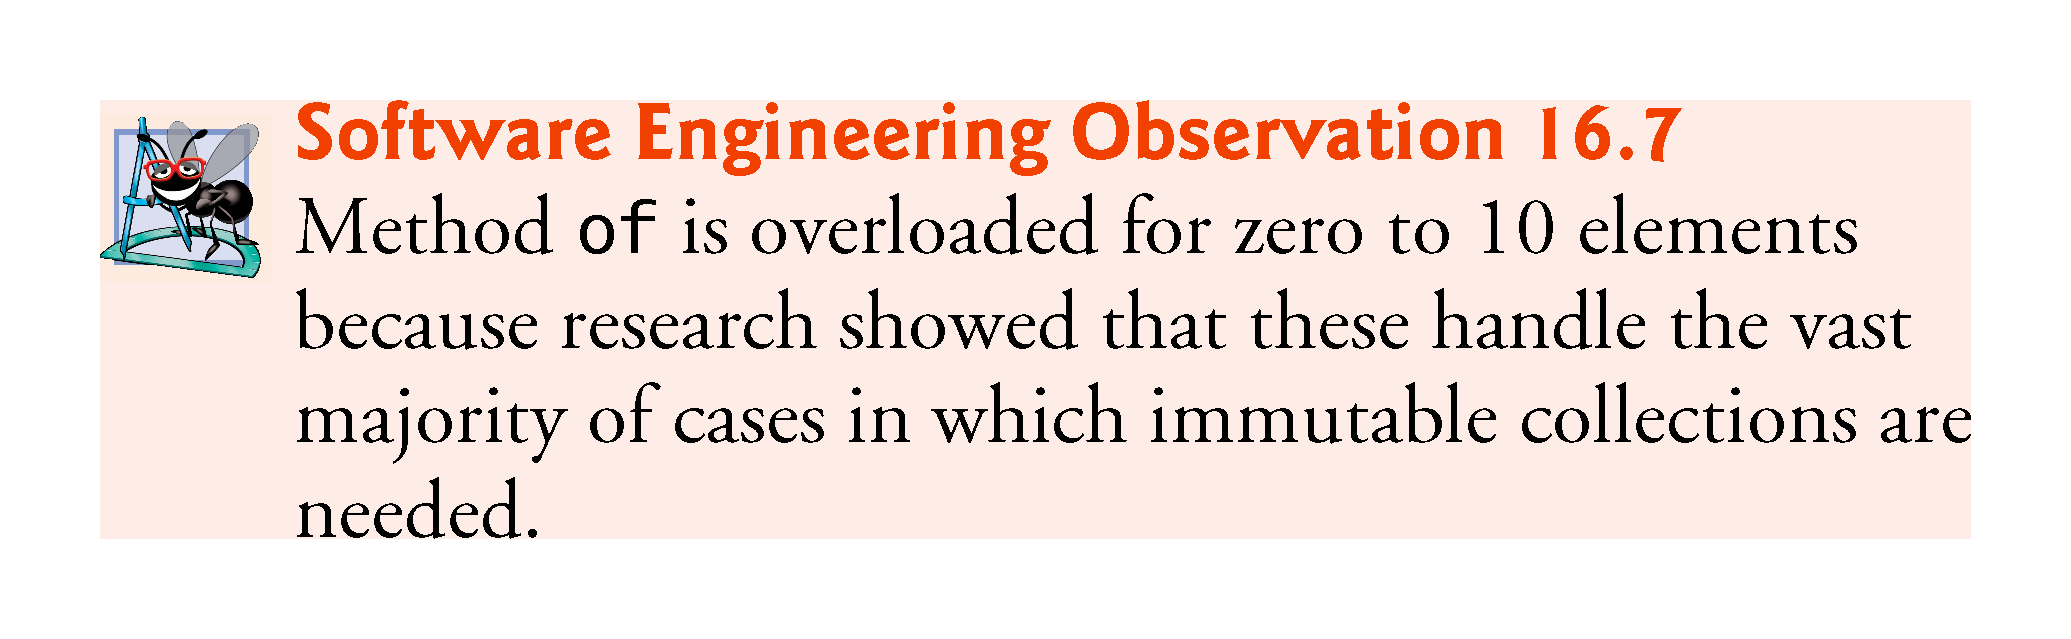 Software Engineering Observation 16.7
Method of is overloaded for zero to 10 elements
because research showed that these handle the vast
majority of cases in which immutable collections are
needed.